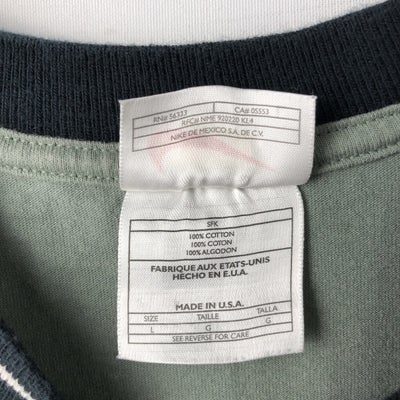 RN# 56323 CA# 05553
RFC# NME 920220 KL4
NIKE DE MEXICO S.A. DE C.V.
SFK
100% COTTON
100% COTON
100% ALGODON
FABRIQUE AUX ETATS-UNIS
HECHO EN E.U.A.
MADE IN U.S.A.
SIZE TAILLE TALLA
L G G
SEE REVERSE FOR CARE